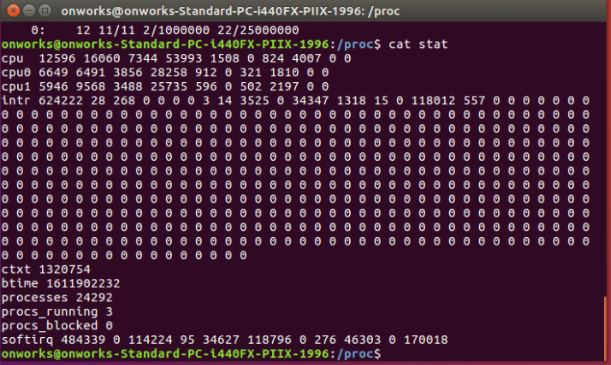 onworks@onworks-Standard-PC-i440FX-PIIX-1996: /proc
0: 12 11/11 2/1000000 22/25000000
onworks@onworks-Standard-PC-i440FX-PIIX-1996:/proc$ cat stat
cpu 12596 16060 7344 53993 1508 0 824 4007 0 0
cpu0 6649 6491 3856 28258 912 0 321 1810 0 0
cpu1 5946 9568 3488 25735 596 0 502 2197 0 0
intr 624222 28 268 0 0 0 0 3 14 3525 0 34347 1318 15 0 118012 557 0 0 0 0 0 0 0
0 0 0 0 0 0 0 0 0 0 0 0 0 0 0 0 0 0 0 0 0 0 0 0 0 0 0 0 0 0 0 0 0 0 0 0 0 0 0 0
0 0 0 0 0 0 0 0 0 0 0 0 0 0 0 0 0 0 0 0 0 0 0 0 0 0 0 0 0 0 0 0 0 0 0 0 0 0 0 0
0 0 0 0 0 0 0 0 0 0 0 0 0 0 0 0 0 0 0 0 0 0 0 0 0 0 0 0 0 0 0 0 0 0 0 0 0 0 0 0
0 0 0 0 0 0 0 0 0 0 0 0 0 0 0 0 0 0 0 0 0 0 0 0 0 0 0 0 0 0 0 0 0 0 0 0 0 0 0 0
0 0 0 0 0 0 0 0 0 0 0 0 0 0 0 0 0 0 0 0 0 0 0 0 0 0 0 0 0 0 0 0 0 0 0 0 0 0 0 0
0 0 0 0 0 0 0 0 0 0 0 0 0 0 0 0 0 0 0 0 0 0 0 0 0 0 0 0 0 0 0 0 0 0 0 0 0 0 0 0
0 0 0 0 0 0 0 0 0 0 0 0 0 0 0 0 0 0 0 0 0 0 0 0 0 0 0 0 0 0 0 0 0 0 0 0 0 0 0 0
0 0 0 0 0 0 0 0 0 0 0 0 0 0 0 0 0 0 0 0 0 0 0 0 0 0 0 0 0 0 0 0 0 0 0 0 0 0 0 0
0 0 0 0 0 0 0 0 0 0 0 0 0 0 0 0 0 0 0 0 0 0 0 0 0 0 0 0 0 0 0 0 0 0 0 0 0 0 0 0
0 0 0 0 0 0 0 0 0 0 0 0 0 0 0 0 0 0 0 0 0 0 0 0 0 0 0 0 0 0 0 0 0 0 0 0 0 0 0 0
0 0 0 0 0 0 0 0 0 0 0 0 0 0 0 0 0
ctxt 1320754
btime 1611902232
processes 24292
procs_running 3
procs_blocked 0
softirq 484339 0 114224 95 34627 118796 0 276 46303 0 170018
onworks@onworks-Standard-PC-i440FX-PIIX-1996:/proc$